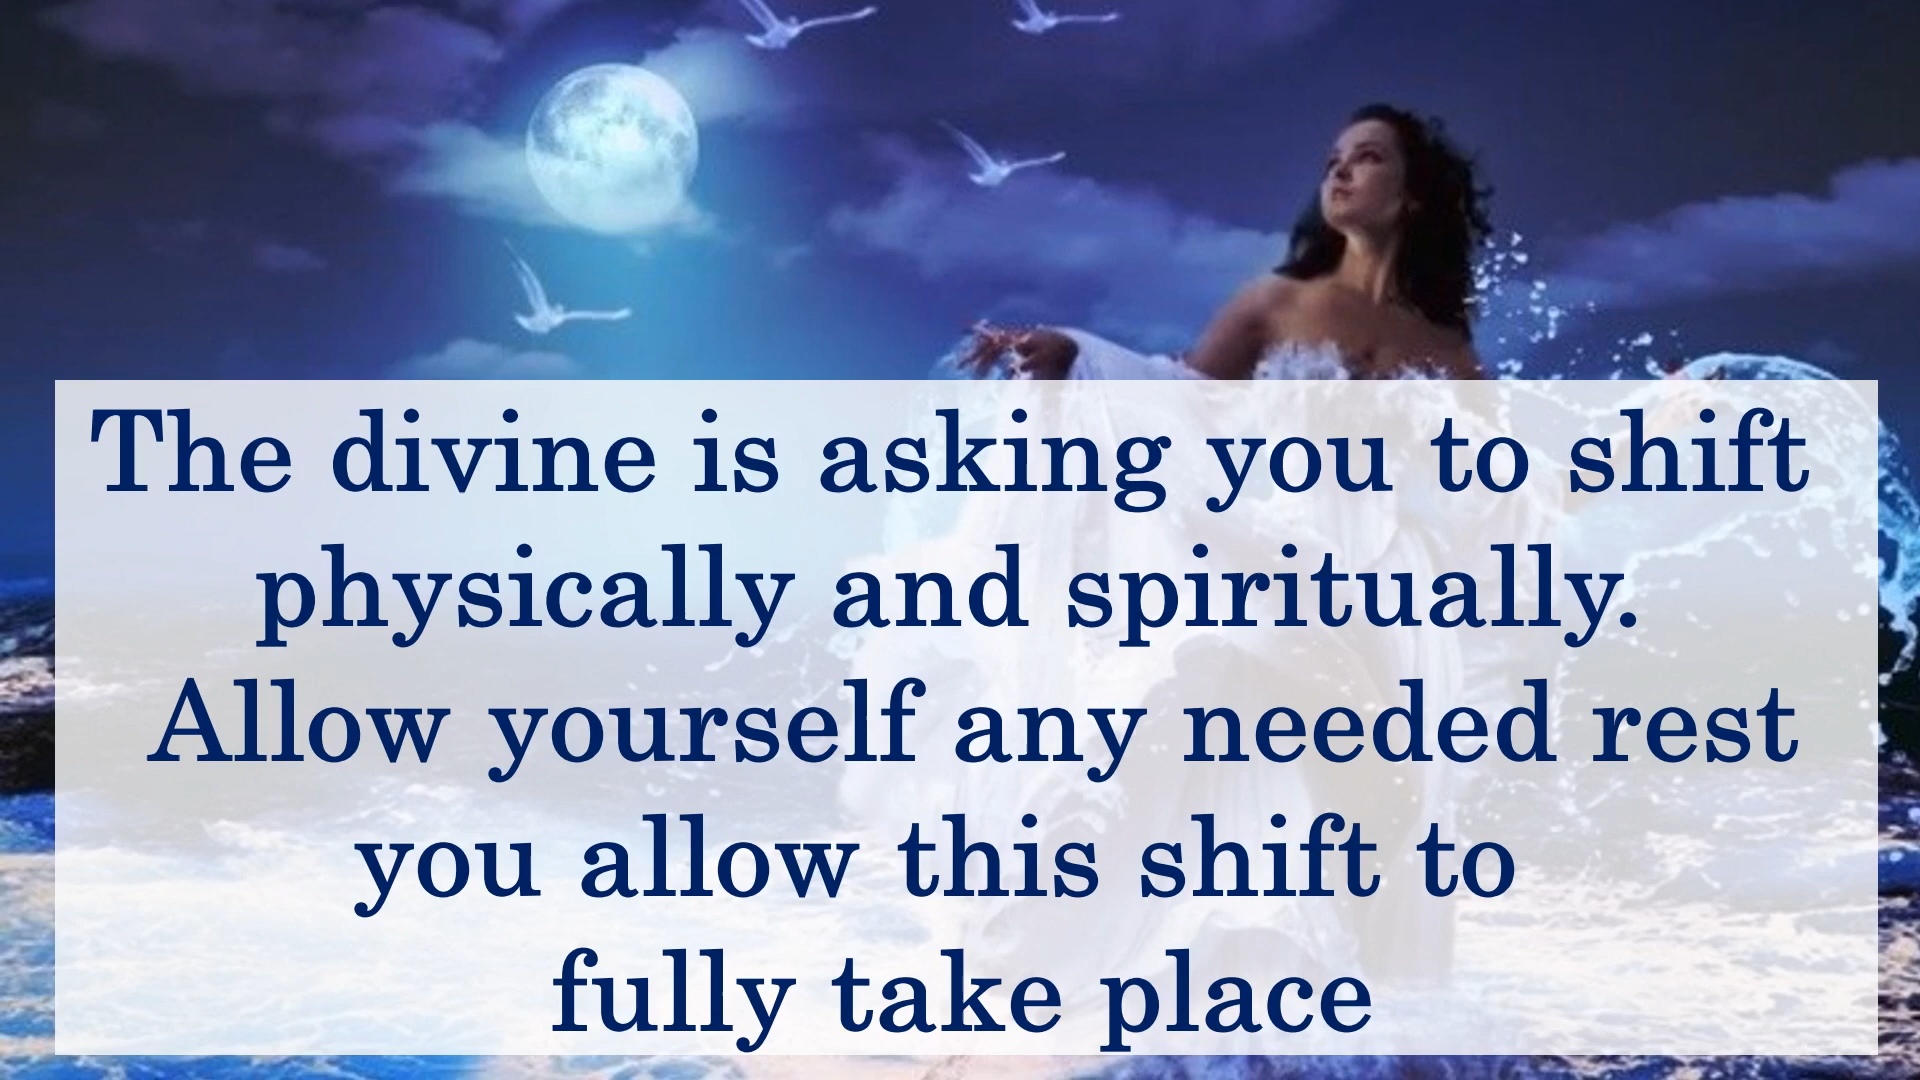 The divine is asking you to shift
physically and spiritually.
Allow yourself any needed rest
you allow this shift to
fully take place